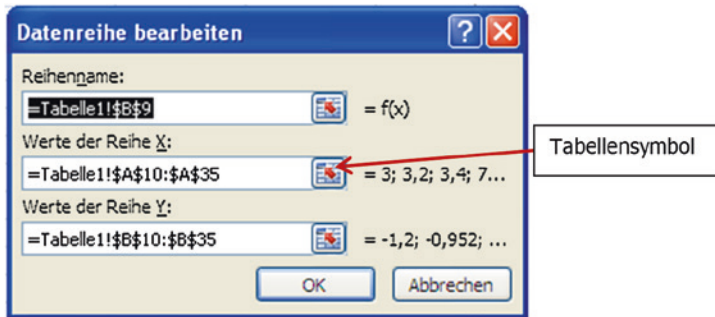 Datenreihe bearbeiten
Reihenname:
=Tabelle1!$B$9 = f(x)
Werte der Reihe X:
=Tabelle1!$A$10:$A$35 = 3; 3,2; 3,4; 7...
Tabellensymbol
Werte der Reihe Y:
=Tabelle1!$B$10:$B$35 = -1,2; -0,952; ...
OK Abbrechen